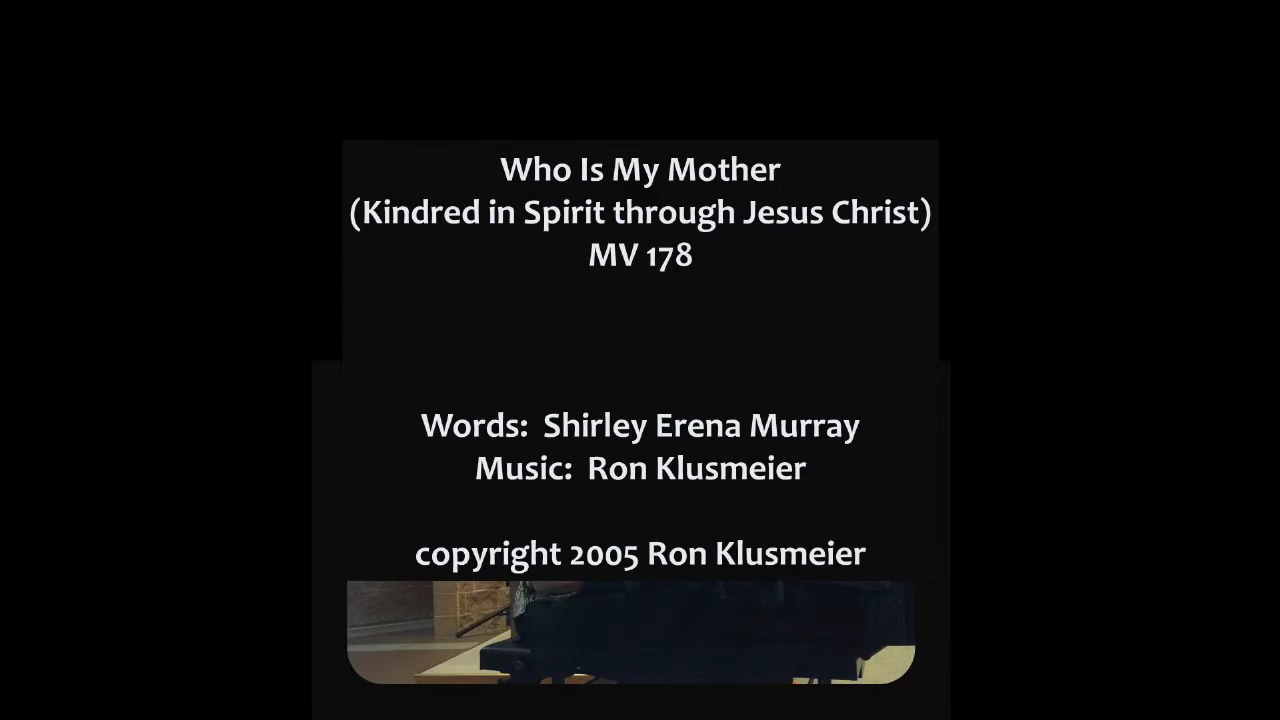 Who Is My Mother
(Kindred in Spirit through Jesus Christ)
MV 178
Words:  Shirley Erena Murray
Music:  Ron Klusmeier
copyright 2005 Ron Klusmeier